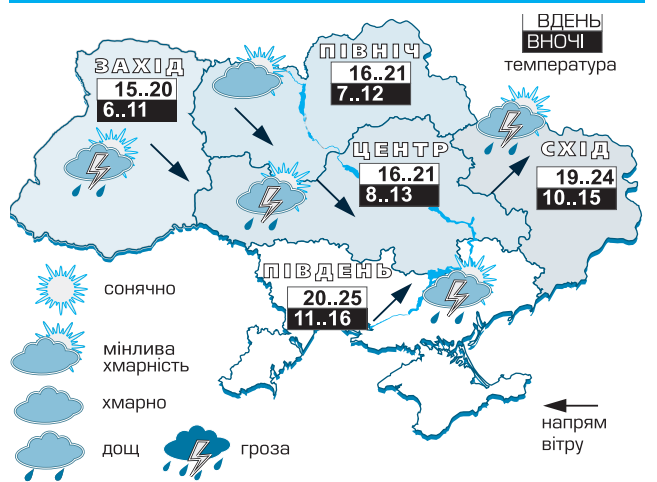 ВДЕНЬ
ВНОЧІ
температура
ПІВНІЧ
16..21
7..12
ЗАХІД
15..20
6..11
ЦЕНТР
16..21
8..13
СХІД
19..24
10..15
ПІВДЕНЬ
20..25
11..16
сонячно
мінлива
хмарність
хмарно
дощ
гроза
напрям
вітру